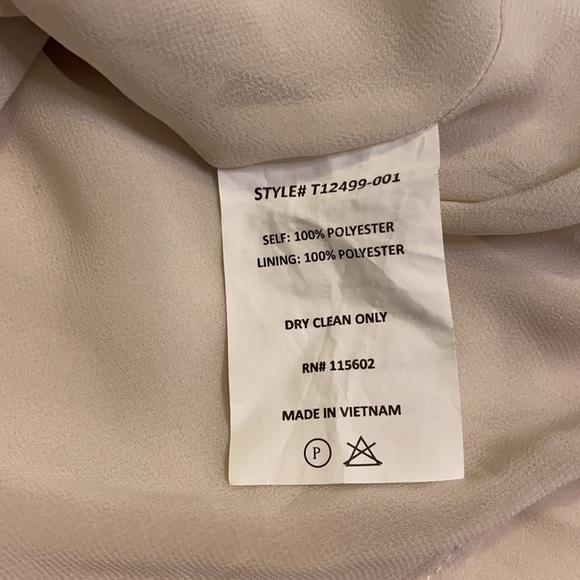 STYLE# T12499-001
SELF: 100% POLYESTER
LINING: 100% POLYESTER
DRY CLEAN ONLY
RN# 115602
MADE IN VIETNAM
P